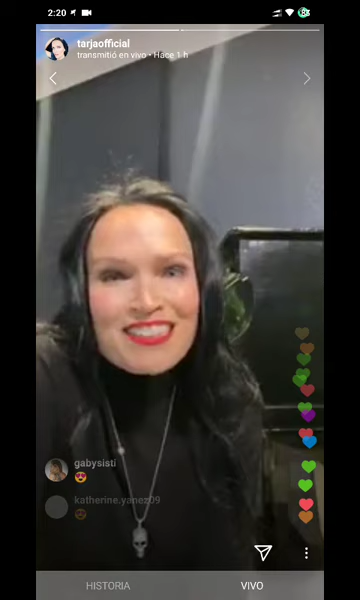 2:20
tarjaofficial
transmitió en vivo • Hace 1 h
gabysisti
katherine.yanez09
HISTORIA
VIVO